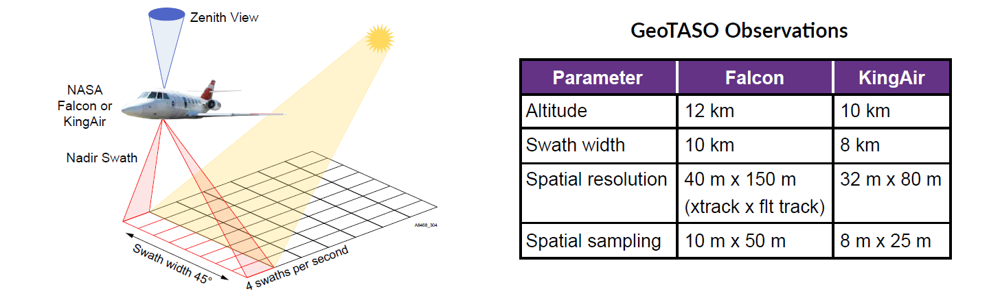 Zenith View
NASA
Falcon or
KingAir
Nadir Swath
A8468_304
Swath width 45°
4 swaths per second
GeoTASO Observations
Parameter Falcon KingAir
Altitude 12 km 10 km
Swath width 10 km 8 km
Spatial resolution 40 m x 150 m 32 m x 80 m
(xtrack x flt track)
Spatial sampling 10 m x 50 m 8 m x 25 m